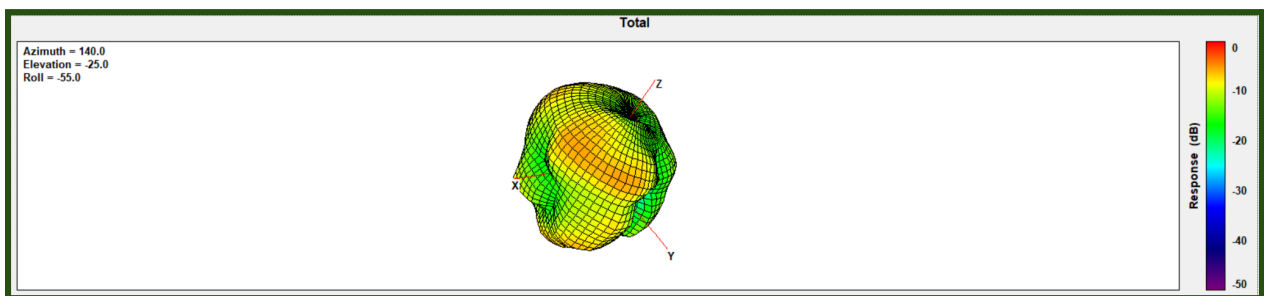 Total
Azimuth = 140.0
Elevation = -25.0
Roll = -55.0
Z
X
Y
0
-10
-20
-30
-40
-50
Response (dB)